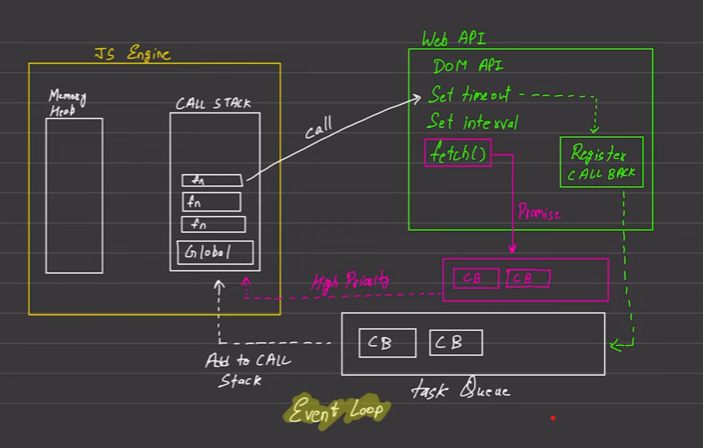 JS Engine
Memory
Heab
CALL STACK
fn
fn
fn
Global
call
Web API
DOM API
Set timeout
Set interval
fetch()
Register
CALL BACK
Promise
CB
CB
High Priority
CB
CB
Add to CALL
Stack
task Queue
Event Loop